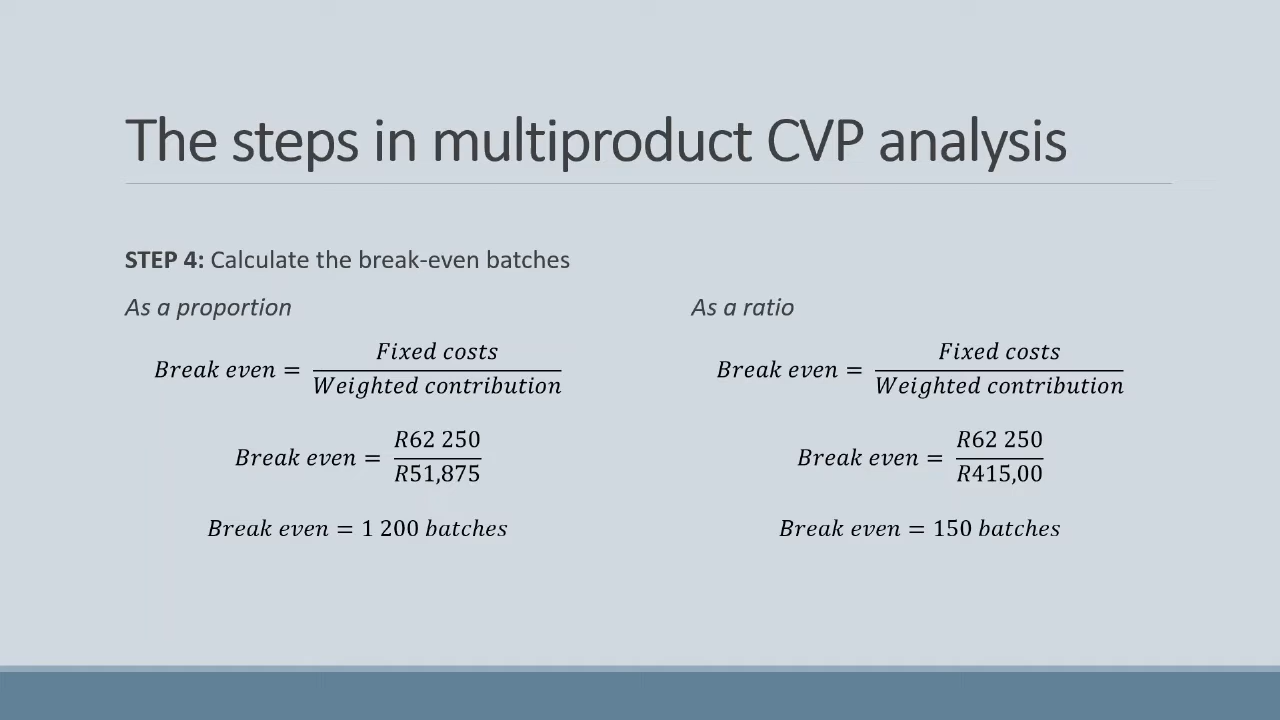 The steps in multiproduct CVP analysis
STEP 4: Calculate the break-even batches
As a proportion
Break even = Fixed costs / Weighted contribution
Break even = R62 250 / R51,875
Break even = 1 200 batches
As a ratio
Break even = Fixed costs / Weighted contribution
Break even = R62 250 / R415,00
Break even = 150 batches